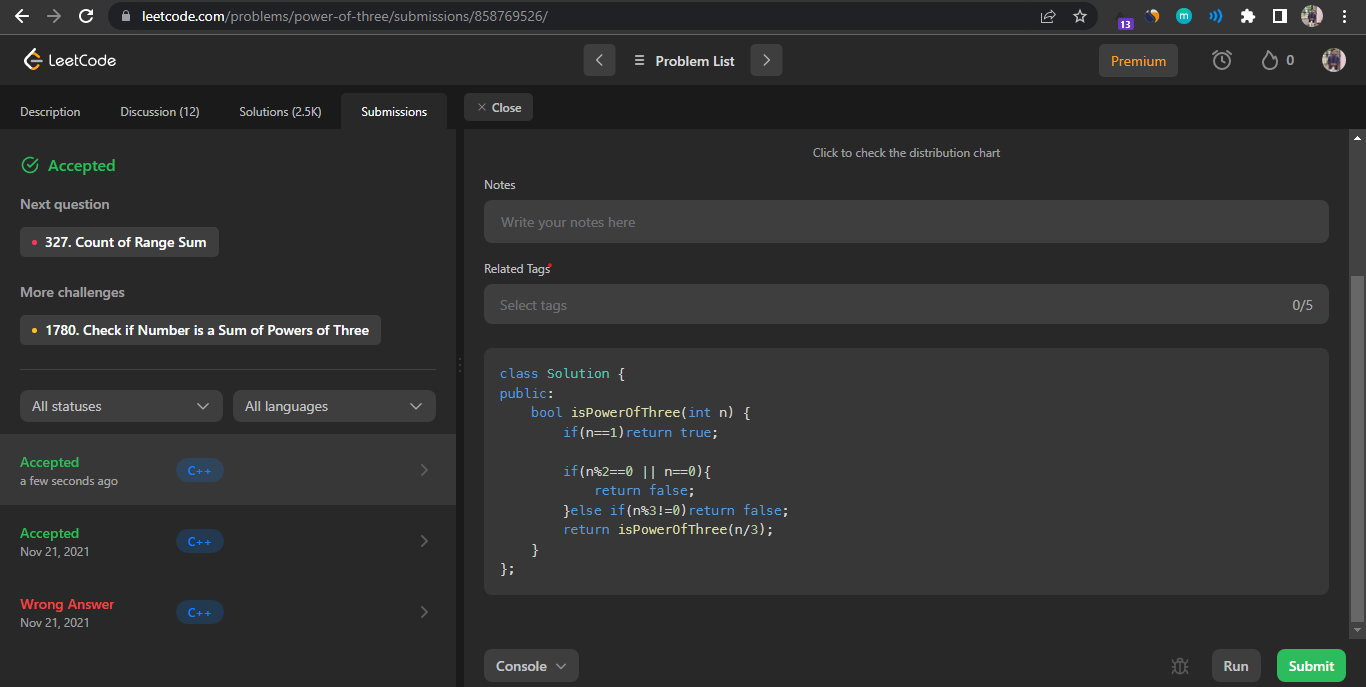 leetcode.com/problems/power-of-three/submissions/858769526/
13
m
LeetCode
Problem List
Premium
0
Description
Discussion (12)
Solutions (2.5K)
Submissions
Close
Accepted
Next question
327. Count of Range Sum
More challenges
1780. Check if Number is a Sum of Powers of Three
All statuses
All languages
Accepted
a few seconds ago
C++
Accepted
Nov 21, 2021
C++
Wrong Answer
Nov 21, 2021
C++
Click to check the distribution chart
Notes
Write your notes here
Related Tags*
Select tags
0/5
class Solution {
public:
    bool isPowerOfThree(int n) {
        if(n==1)return true;
        if(n%2==0 || n==0){
            return false;
        }else if(n%3!=0)return false;
        return isPowerOfThree(n/3);
    }
};
Console
Run
Submit